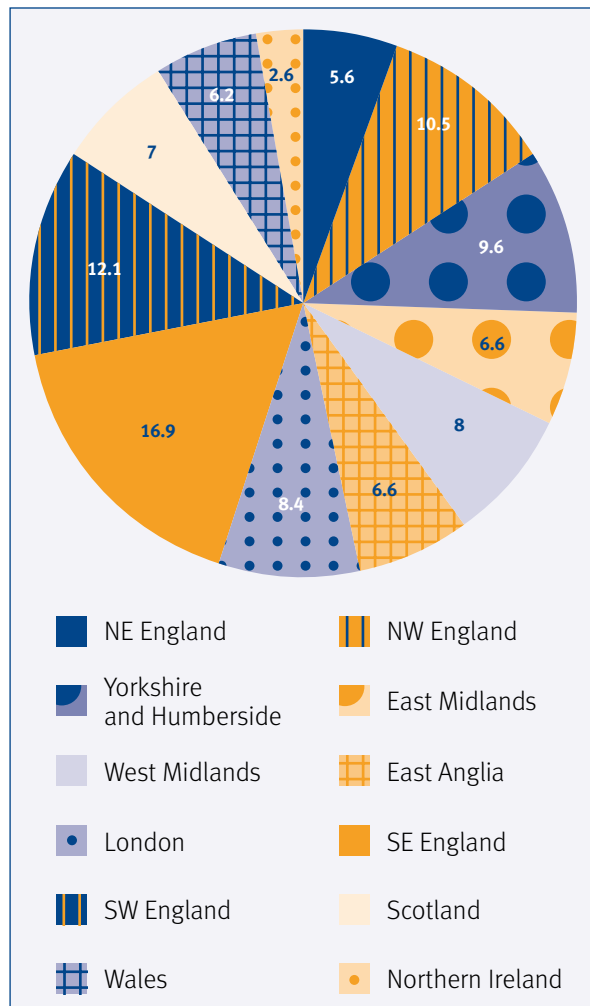 5.6
10.5
9.6
6.6
8
6.6
8.4
16.9
12.1
7
6.2
2.6
NE England
NW England
Yorkshire
and Humberside
East Midlands
West Midlands
East Anglia
London
SE England
SW England
Scotland
Wales
Northern Ireland